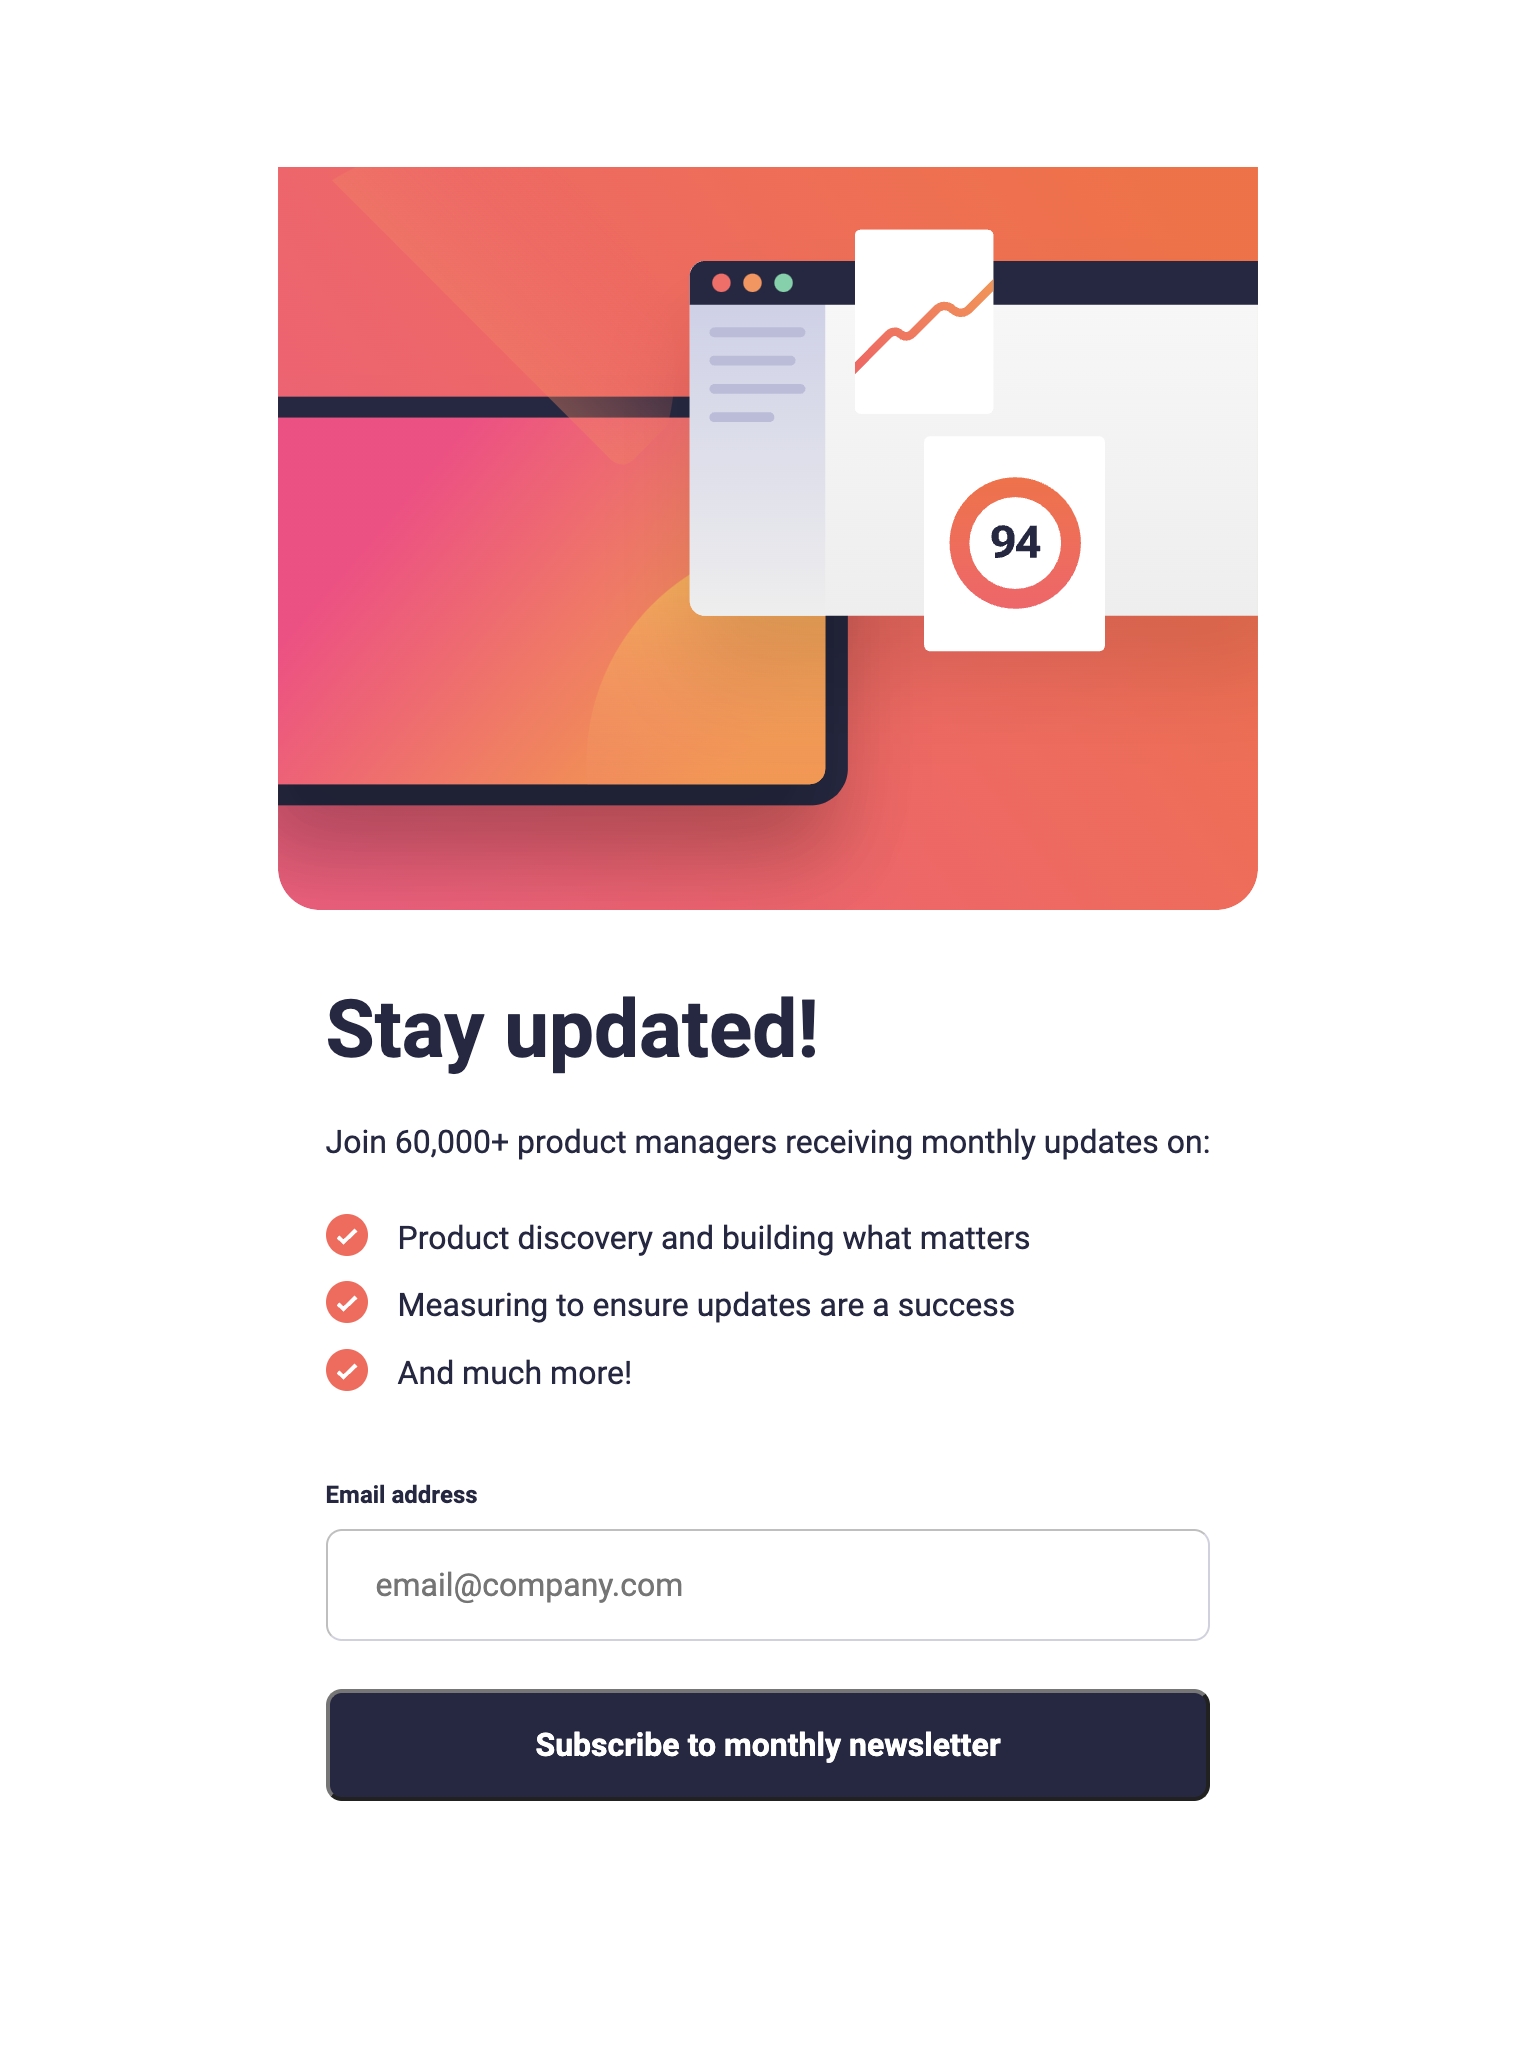 94
Stay updated!
Join 60,000+ product managers receiving monthly updates on:
Product discovery and building what matters
Measuring to ensure updates are a success
And much more!
Email address
email@company.com
Subscribe to monthly newsletter